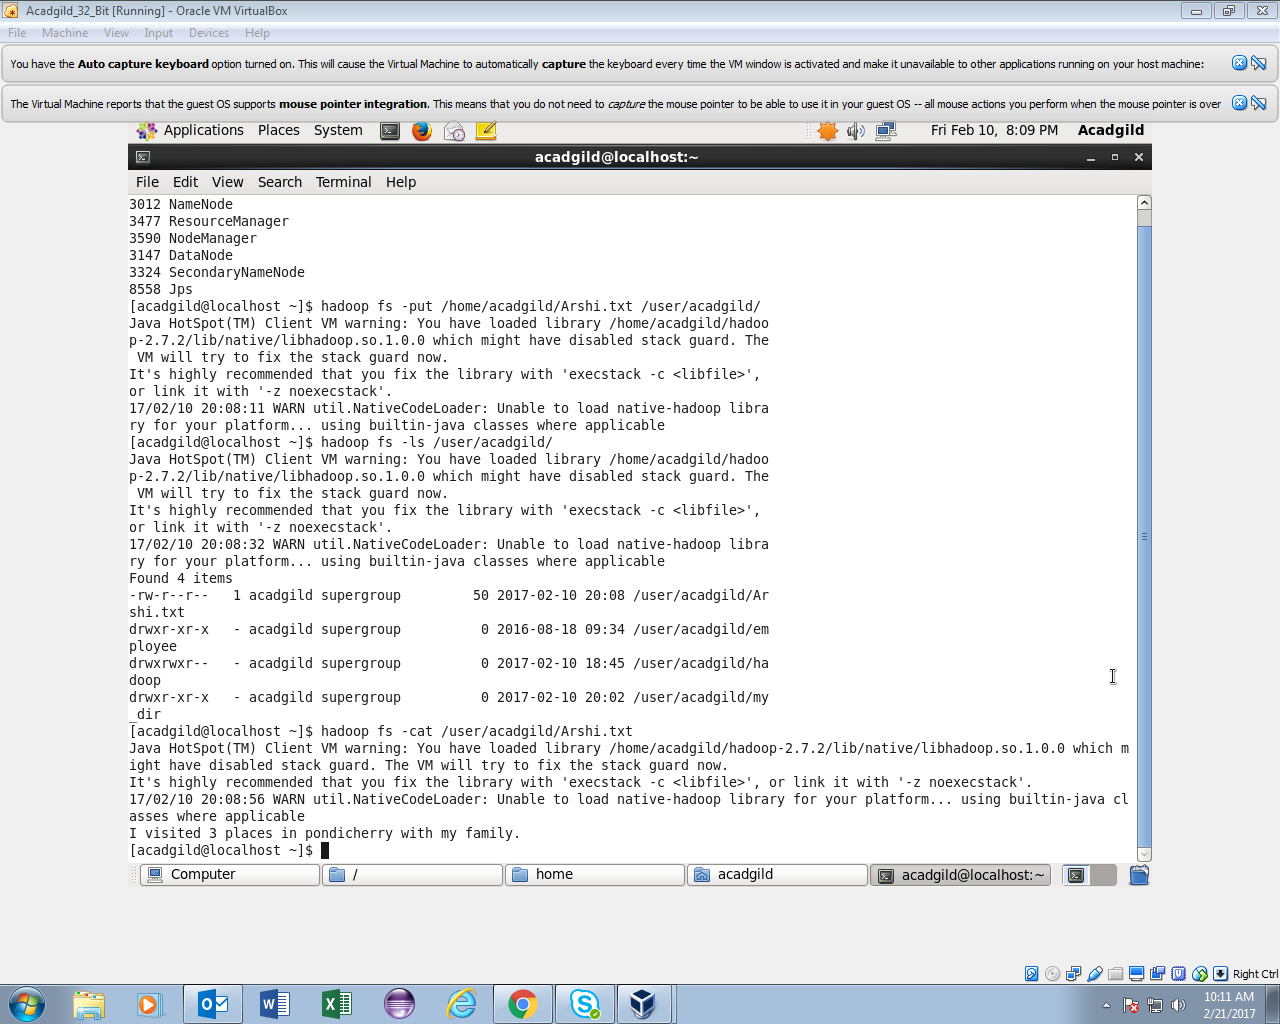 Acadgild_32_Bit [Running] - Oracle VM VirtualBox
File Machine View Input Devices Help
You have the Auto capture keyboard option turned on. This will cause the Virtual Machine to automatically capture the keyboard every time the VM window is activated and make it unavailable to other applications running on your host machine:
The Virtual Machine reports that the guest OS supports mouse pointer integration. This means that you do not need to capture the mouse pointer to be able to use it in your guest OS -- all mouse actions you perform when the mouse pointer is over
Applications Places System Fri Feb 10, 8:09 PM Acadgild
acadgild@localhost:~
File Edit View Search Terminal Help
3012 NameNode
3477 ResourceManager
3590 NodeManager
3147 DataNode
3324 SecondaryNameNode
8558 Jps
[acadgild@localhost ~]$ hadoop fs -put /home/acadgild/Arshi.txt /user/acadgild/
Java HotSpot(TM) Client VM warning: You have loaded library /home/acadgild/hadoo
p-2.7.2/lib/native/libhadoop.so.1.0.0 which might have disabled stack guard. The
 VM will try to fix the stack guard now.
It's highly recommended that you fix the library with 'execstack -c <libfile>',
or link it with '-z noexecstack'.
17/02/10 20:08:11 WARN util.NativeCodeLoader: Unable to load native-hadoop libra
ry for your platform... using builtin-java classes where applicable
[acadgild@localhost ~]$ hadoop fs -ls /user/acadgild/
Java HotSpot(TM) Client VM warning: You have loaded library /home/acadgild/hadoo
p-2.7.2/lib/native/libhadoop.so.1.0.0 which might have disabled stack guard. The
 VM will try to fix the stack guard now.
It's highly recommended that you fix the library with 'execstack -c <libfile>',
or link it with '-z noexecstack'.
17/02/10 20:08:32 WARN util.NativeCodeLoader: Unable to load native-hadoop libra
ry for your platform... using builtin-java classes where applicable
Found 4 items
-rw-r--r--   1 acadgild supergroup         50 2017-02-10 20:08 /user/acadgild/Ar
shi.txt
drwxr-xr-x   - acadgild supergroup          0 2016-08-18 09:34 /user/acadgild/em
ployee
drwxrwxr--   - acadgild supergroup          0 2017-02-10 18:45 /user/acadgild/ha
doop
drwxr-xr-x   - acadgild supergroup          0 2017-02-10 20:02 /user/acadgild/my
_dir
[acadgild@localhost ~]$ hadoop fs -cat /user/acadgild/Arshi.txt
Java HotSpot(TM) Client VM warning: You have loaded library /home/acadgild/hadoop-2.7.2/lib/native/libhadoop.so.1.0.0 which m
ight have disabled stack guard. The VM will try to fix the stack guard now.
It's highly recommended that you fix the library with 'execstack -c <libfile>', or link it with '-z noexecstack'.
17/02/10 20:08:56 WARN util.NativeCodeLoader: Unable to load native-hadoop library for your platform... using builtin-java cl
asses where applicable
I visited 3 places in pondicherry with my family.
[acadgild@localhost ~]$
Computer / home acadgild acadgild@localhost:~
Right Ctrl
10:11 AM
2/21/2017